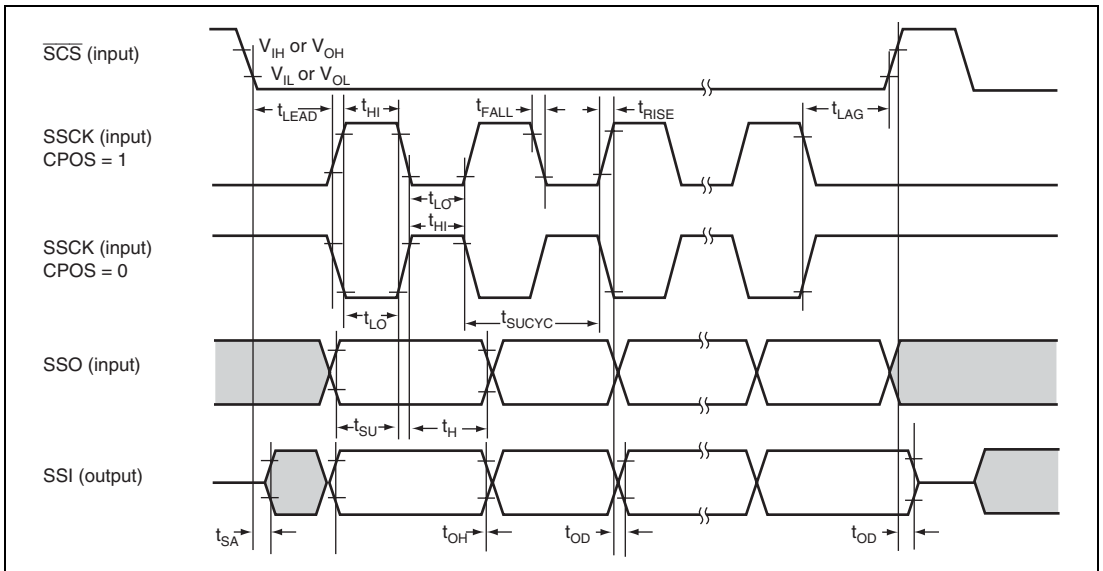 SCS (input)
VIH or VOH
VIL or VOL
tLEAD
tHI
tFALL
tRISE
tLAG
SSCK (input)
CPOS = 1
tLO
tHI
SSCK (input)
CPOS = 0
tLO
tSUCYC
SSO (input)
tSU
tH
SSI (output)
tSA
tOH
tOD
tOD